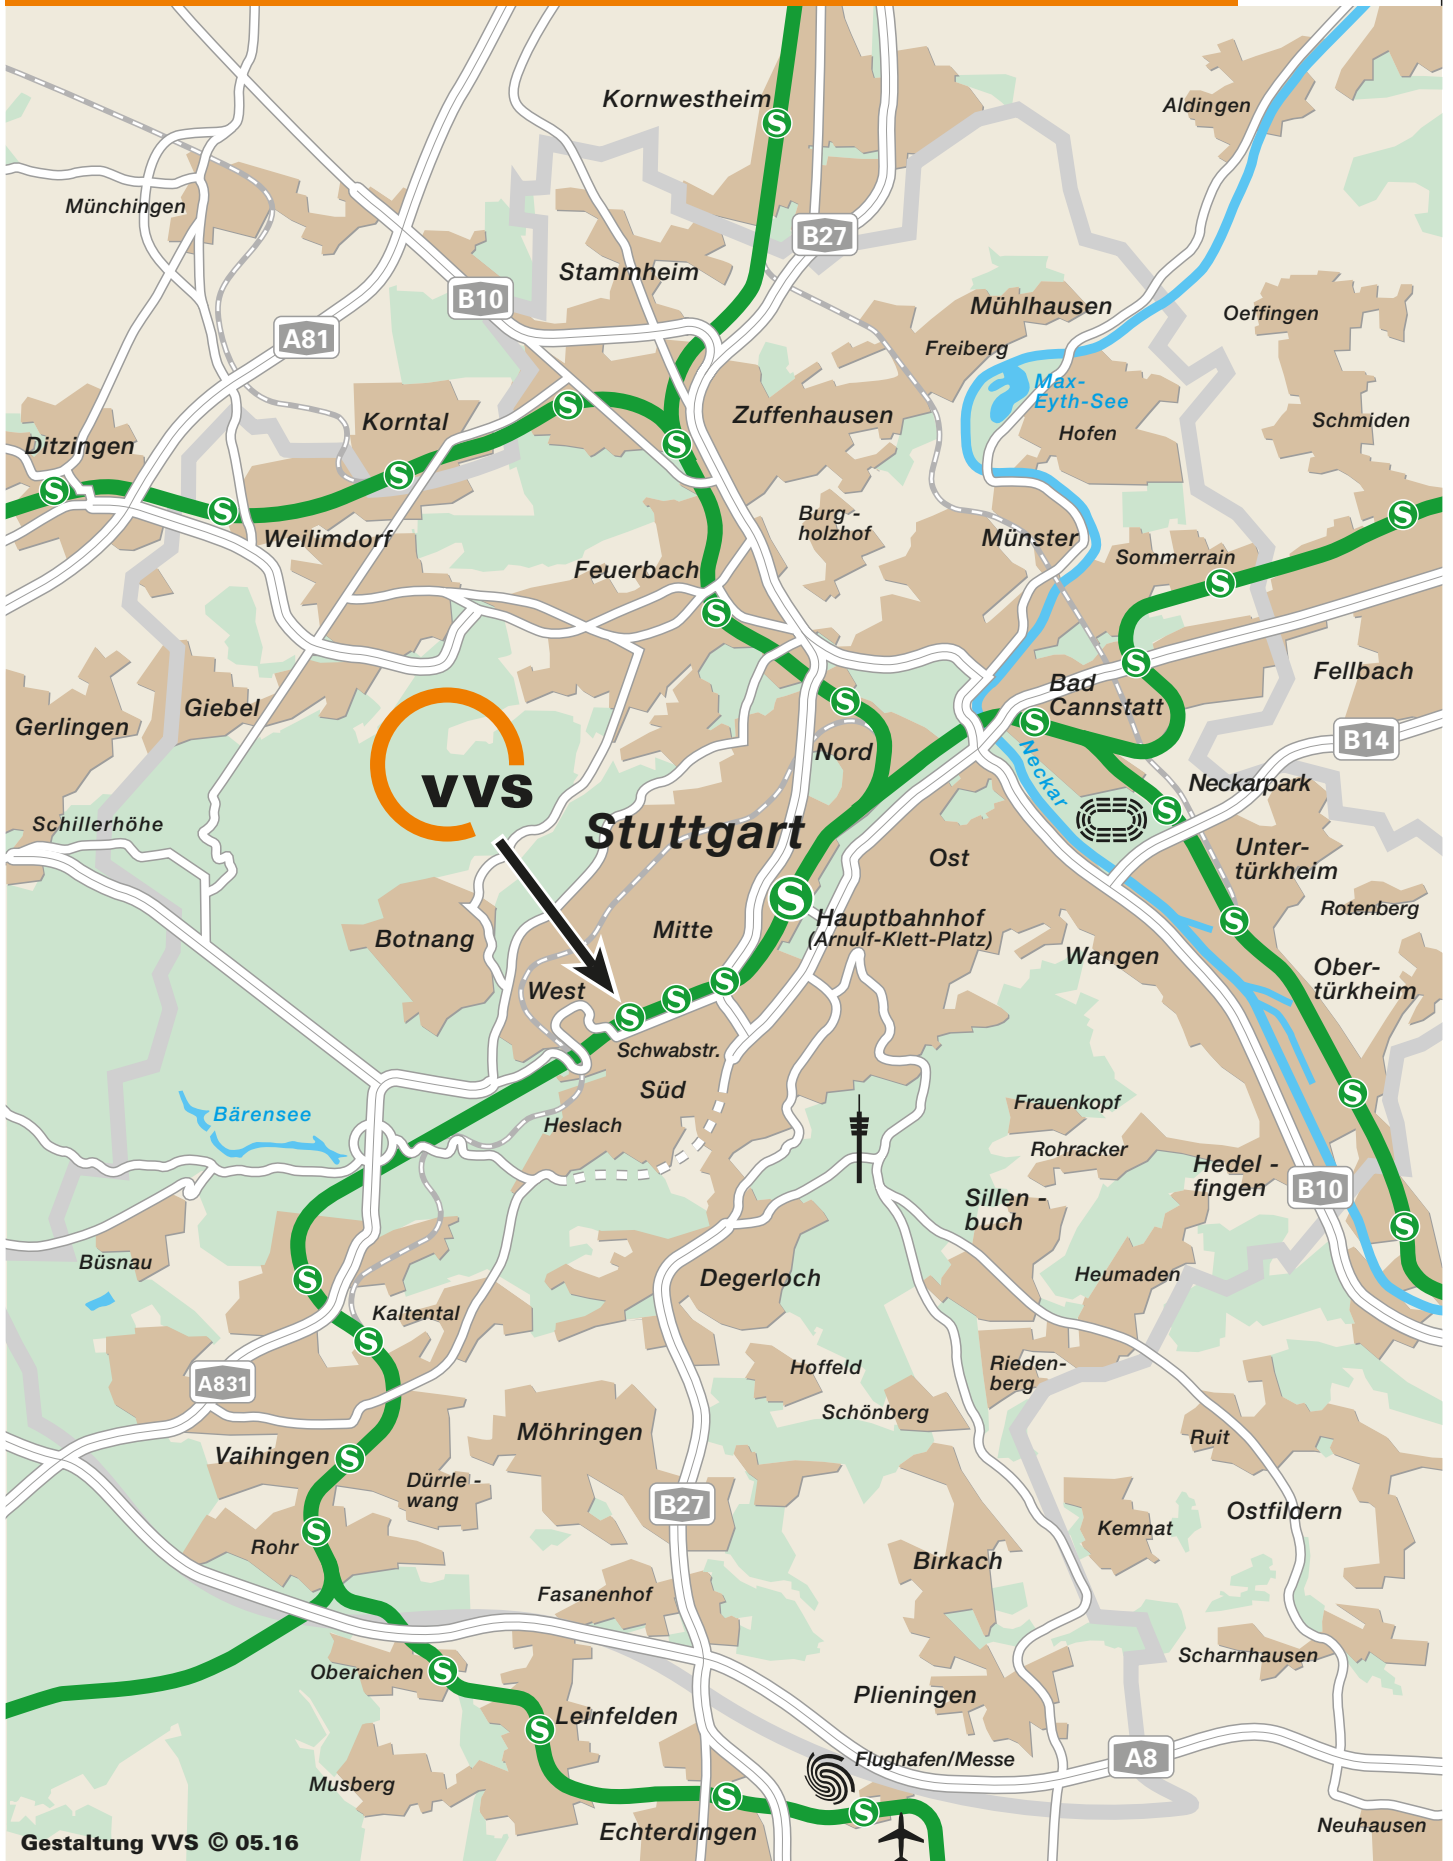 Kornwestheim
S
Aldingen
Münchingen
B27
Stammheim
B10
Mühlhausen
Oeffingen
A81
Freiberg
Max-
Eyth-See
S
Korntal
Zuffenhausen
Hofen
Schmiden
Ditzingen
S
S
S
S
S
Burg -
holzhof
Weilimdorf
Münster
Sommerrain
Feuerbach
S
S
S
Fellbach
Bad
Cannstatt
S
Giebel
Gerlingen
S
B14
Nord
Neckar
Neckarpark
vvs
S
Schillerhöhe
Stuttgart
Unter-
türkheim
Ost
S
Hauptbahnhof
(Arnulf-Klett-Platz)
Rotenberg
S
Mitte
Botnang
Wangen
Ober-
türkheim
West
S
S
S
Schwabstr.
Süd
S
Bärensee
Frauenkopf
Heslach
Rohracker
Hedel -
fingen
B10
Sillen -
buch
S
Büsnau
S
Degerloch
Heumaden
Kaltental
S
Hoffeld
Rieden-
berg
A831
Schönberg
Möhringen
Ruit
Vaihingen
S
Dürrle -
wang
B27
Ostfildern
Kemnat
Rohr
S
Birkach
Fasanenhof
Scharnhausen
Oberaichen
S
Plieningen
Leinfelden
S
Flughafen/Messe
A8
Musberg
S
S
Echterdingen
Neuhausen
Gestaltung VVS © 05.16